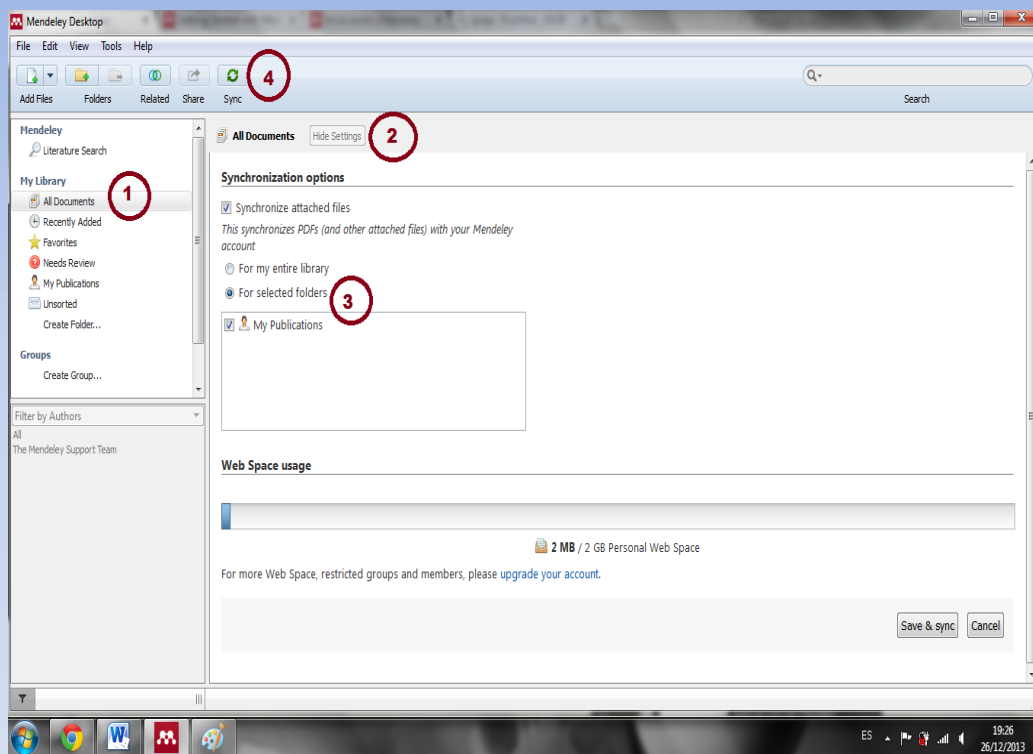 Mendeley Desktop
File Edit View Tools Help
4
Add Files Folders Related Share Sync Search
Mendeley
Literature Search
My Library
All Documents
1
Recently Added
Favorites
Needs Review
My Publications
Unsorted
Create Folder...
Groups
Create Group...
Filter by Authors
All
The Mendeley Support Team
All Documents Hide Settings 2
Synchronization options
Synchronize attached files
This synchronizes PDFs (and other attached files) with your Mendeley
account
For my entire library
For selected folders 3
My Publications
Web Space usage
2 MB / 2 GB Personal Web Space
For more Web Space, restricted groups and members, please upgrade your account.
Save & sync Cancel
ES 19:26
26/12/2013